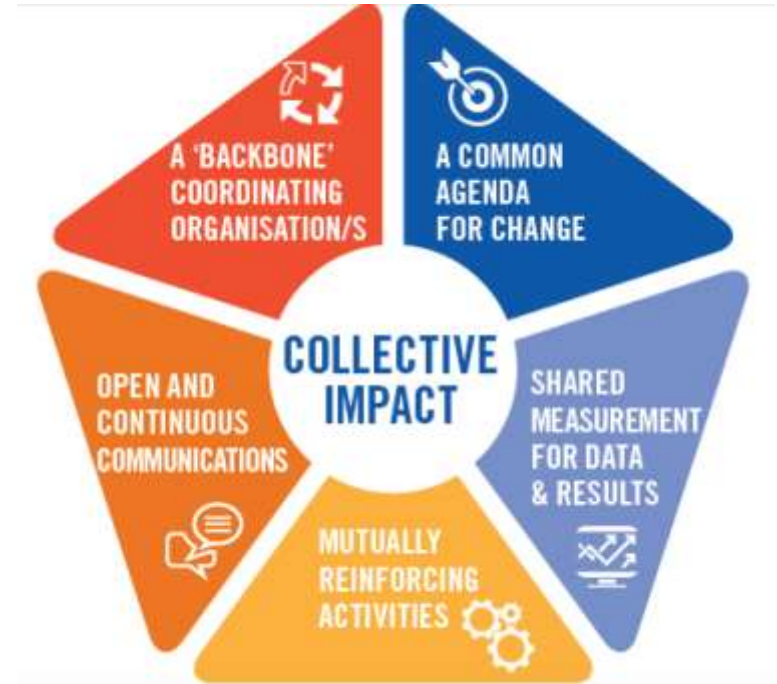 A 'BACKBONE'
COORDINATING
ORGANISATION/S
A COMMON
AGENDA
FOR CHANGE
COLLECTIVE
IMPACT
OPEN AND
CONTINUOUS
COMMUNICATIONS
SHARED
MEASUREMENT
FOR DATA
& RESULTS
MUTUALLY
REINFORCING
ACTIVITIES